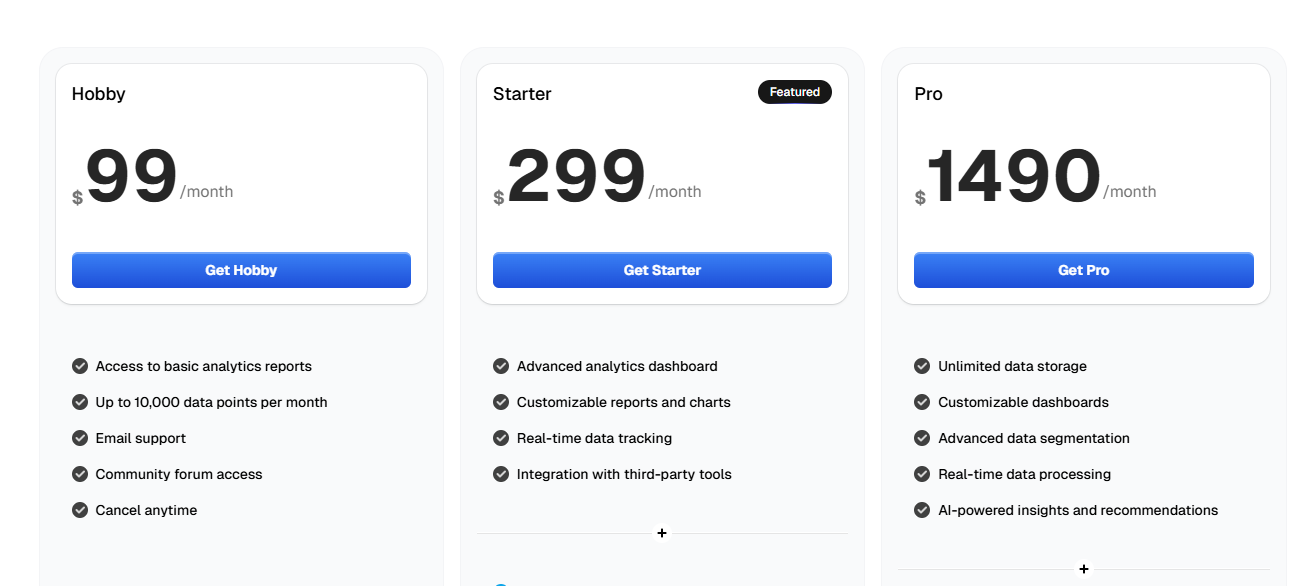 Hobby
$99/month
Get Hobby
Access to basic analytics reports
Up to 10,000 data points per month
Email support
Community forum access
Cancel anytime
Starter
Featured
$299/month
Get Starter
Advanced analytics dashboard
Customizable reports and charts
Real-time data tracking
Integration with third-party tools
+
Pro
$1490/month
Get Pro
Unlimited data storage
Customizable dashboards
Advanced data segmentation
Real-time data processing
AI-powered insights and recommendations
+